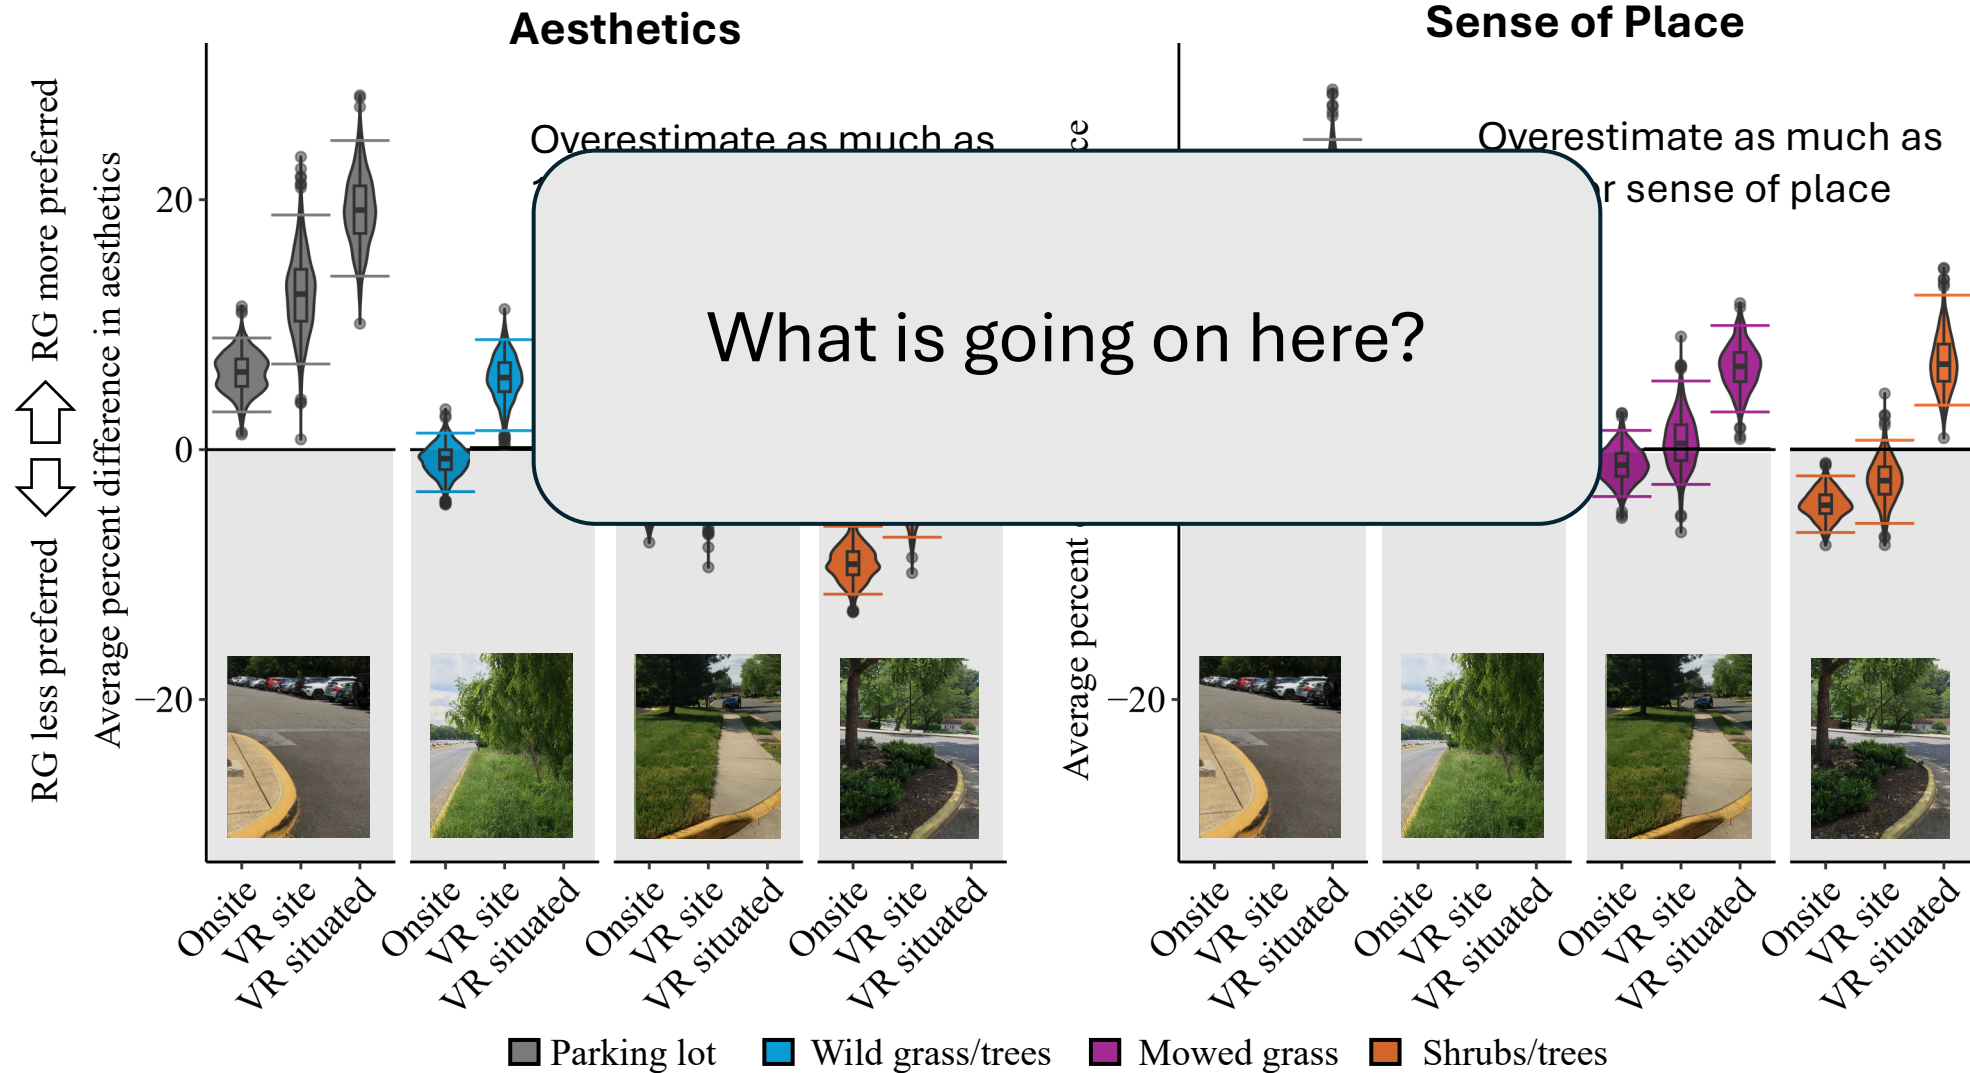 Aesthetics
Sense of Place
RG more preferred
RG less preferred
Average percent difference in aesthetics
20
0
−20
Overestimate as much as
Overestimate as much as
sense of place
What is going on here?
Average percent
−20
Onsite
VR site
VR situated
Onsite
VR site
VR situated
Onsite
VR site
VR situated
Onsite
VR site
VR situated
Onsite
VR site
VR situated
Onsite
VR site
VR situated
Onsite
VR site
VR situated
Onsite
VR site
VR situated
Parking lot
Wild grass/trees
Mowed grass
Shrubs/trees